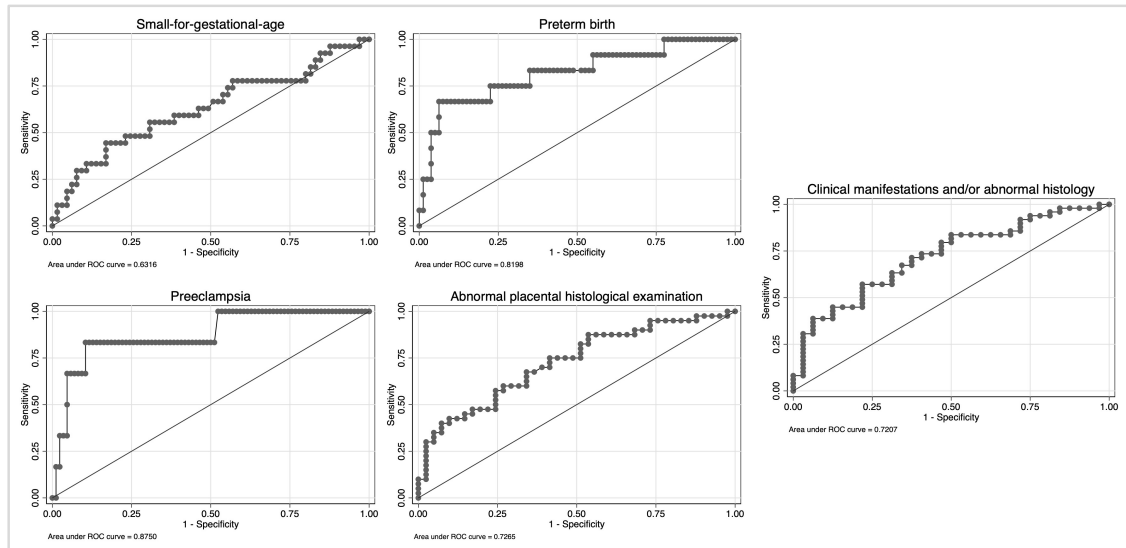 Small-for-gestational-age
Sensitivity
0.00 0.25 0.50 0.75 1.00
0.00 0.25 0.50 0.75 1.00
1 - Specificity
Area under ROC curve = 0.6316
Preterm birth
Sensitivity
0.00 0.25 0.50 0.75 1.00
0.00 0.25 0.50 0.75 1.00
1 - Specificity
Area under ROC curve = 0.8198
Preeclampsia
Sensitivity
0.00 0.25 0.50 0.75 1.00
0.00 0.25 0.50 0.75 1.00
1 - Specificity
Area under ROC curve = 0.8750
Abnormal placental histological examination
Sensitivity
0.00 0.25 0.50 0.75 1.00
0.00 0.25 0.50 0.75 1.00
1 - Specificity
Area under ROC curve = 0.7265
Clinical manifestations and/or abnormal histology
Sensitivity
0.00 0.25 0.50 0.75 1.00
0.00 0.25 0.50 0.75 1.00
1 - Specificity
Area under ROC curve = 0.7207